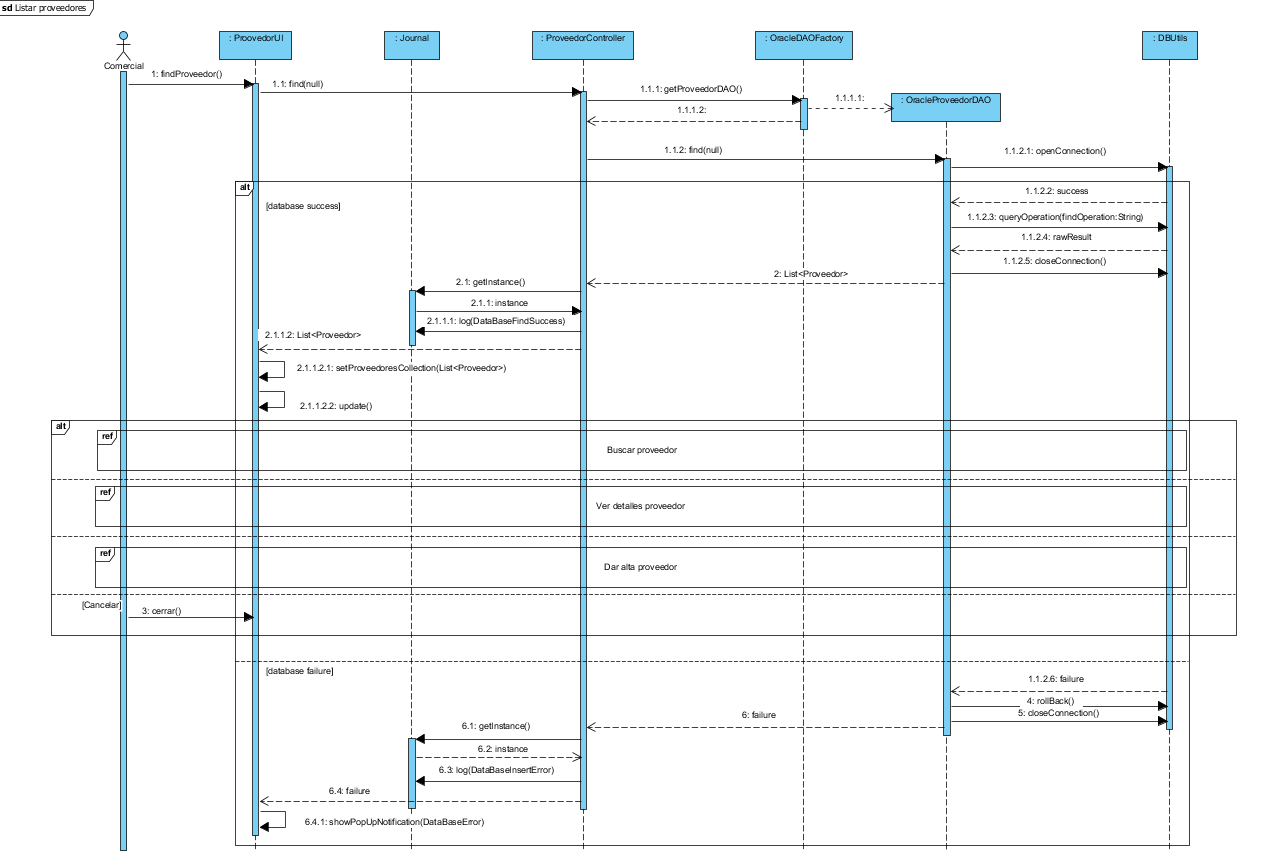 sd Listar proveedores
Comercial
: ProovedorUI
: Journal
: ProveedorController
: OracleDAOFactory
: DBUtils
: OracleProveedorDAO
1: findProveedor()
1.1: find(null)
1.1.1: getProveedorDAO()
1.1.1.1:
1.1.1.2:
1.1.2: find(null)
1.1.2.1: openConnection()
alt
[database success]
1.1.2.2: success
1.1.2.3: queryOperation(findOperation:String)
1.1.2.4: rawResult
1.1.2.5: closeConnection()
2: List<Proveedor>
2.1: getInstance()
2.1.1: instance
2.1.1.1: log(DataBaseFindSuccess)
2.1.1.2: List<Proveedor>
2.1.1.2.1: setProveedoresCollection(List<Proveedor>)
2.1.1.2.2: update()
alt
ref
Buscar proveedor
ref
Ver detalles proveedor
ref
Dar alta proveedor
[Cancelar]
3: cerrar()
[database failure]
1.1.2.6: failure
4: rollBack()
5: closeConnection()
6: failure
6.1: getInstance()
6.2: instance
6.3: log(DataBaseInsertError)
6.4: failure
6.4.1: showPopUpNotification(DataBaseError)